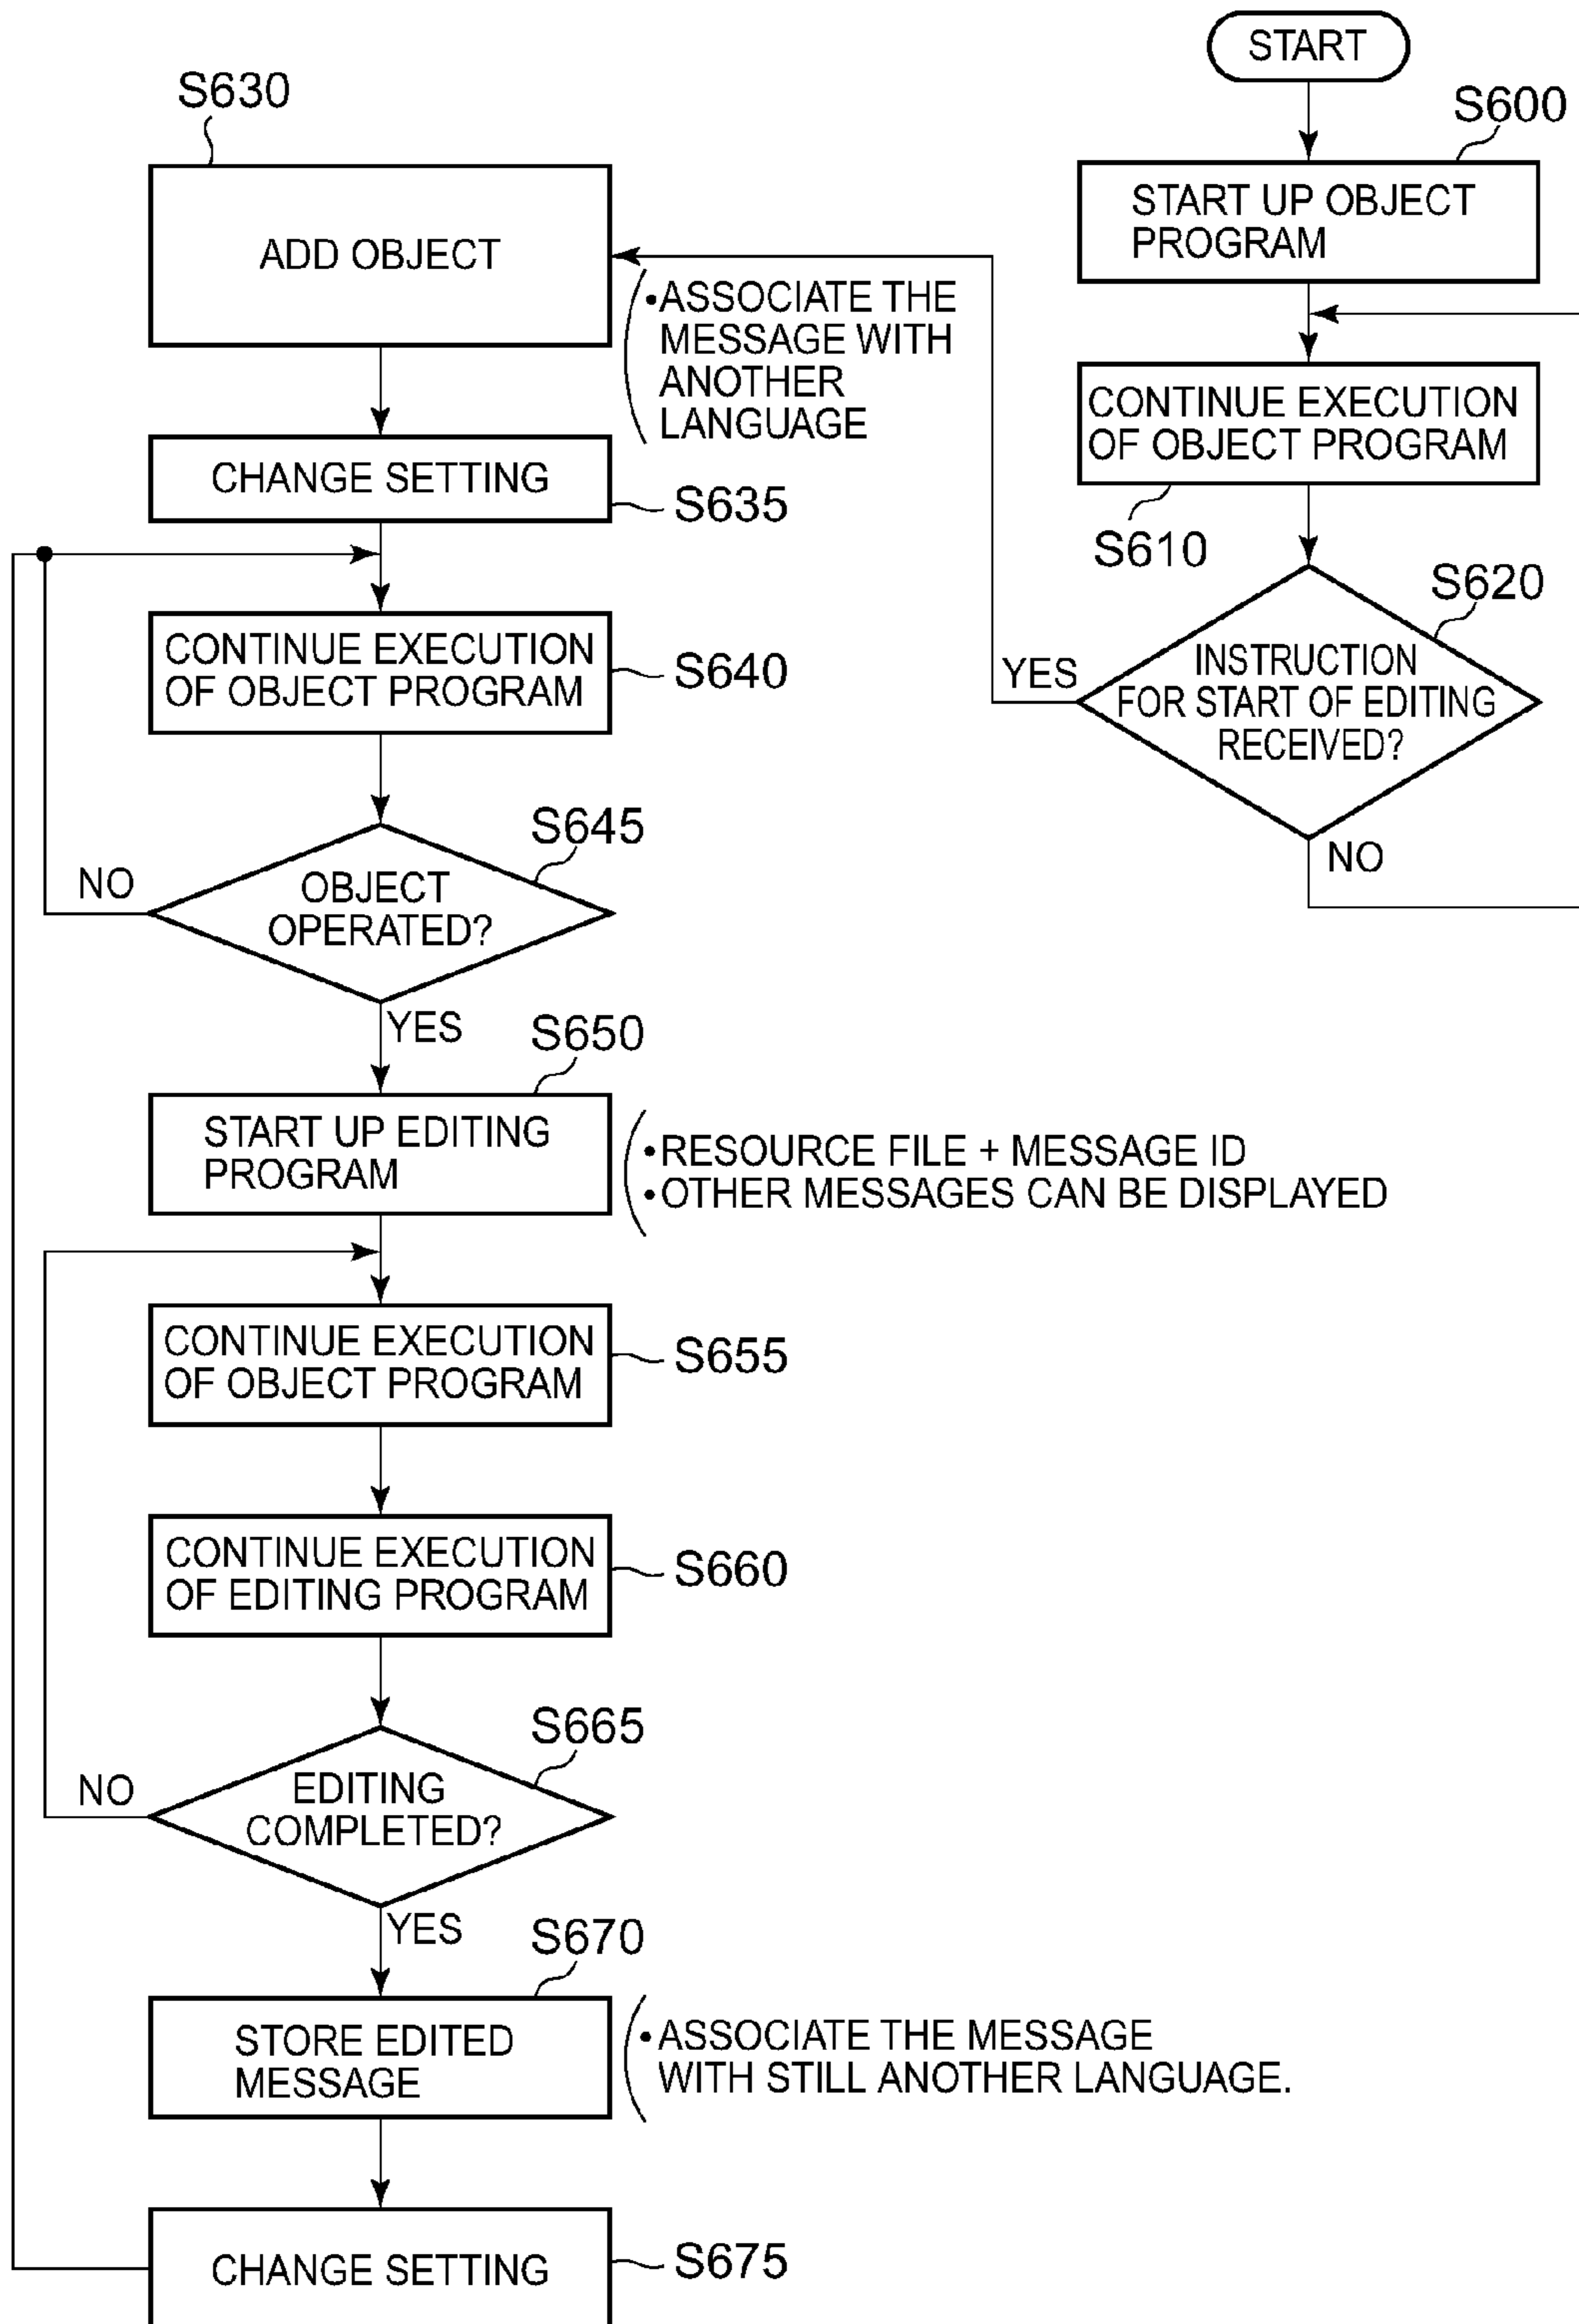 START
S600
START UP OBJECT
PROGRAM
CONTINUE EXECUTION
OF OBJECT PROGRAM
S610
S620
INSTRUCTION
FOR START OF EDITING
RECEIVED?
YES
NO
S630
ADD OBJECT
•ASSOCIATE THE
MESSAGE WITH
ANOTHER
LANGUAGE
CHANGE SETTING
S635
CONTINUE EXECUTION
OF OBJECT PROGRAM
S640
S645
OBJECT
OPERATED?
NO
YES
S650
START UP EDITING
PROGRAM
•RESOURCE FILE + MESSAGE ID
•OTHER MESSAGES CAN BE DISPLAYED
CONTINUE EXECUTION
OF OBJECT PROGRAM
S655
CONTINUE EXECUTION
OF EDITING PROGRAM
S660
S665
EDITING
COMPLETED?
NO
YES
S670
STORE EDITED
MESSAGE
•ASSOCIATE THE MESSAGE
WITH STILL ANOTHER LANGUAGE.
CHANGE SETTING
S675